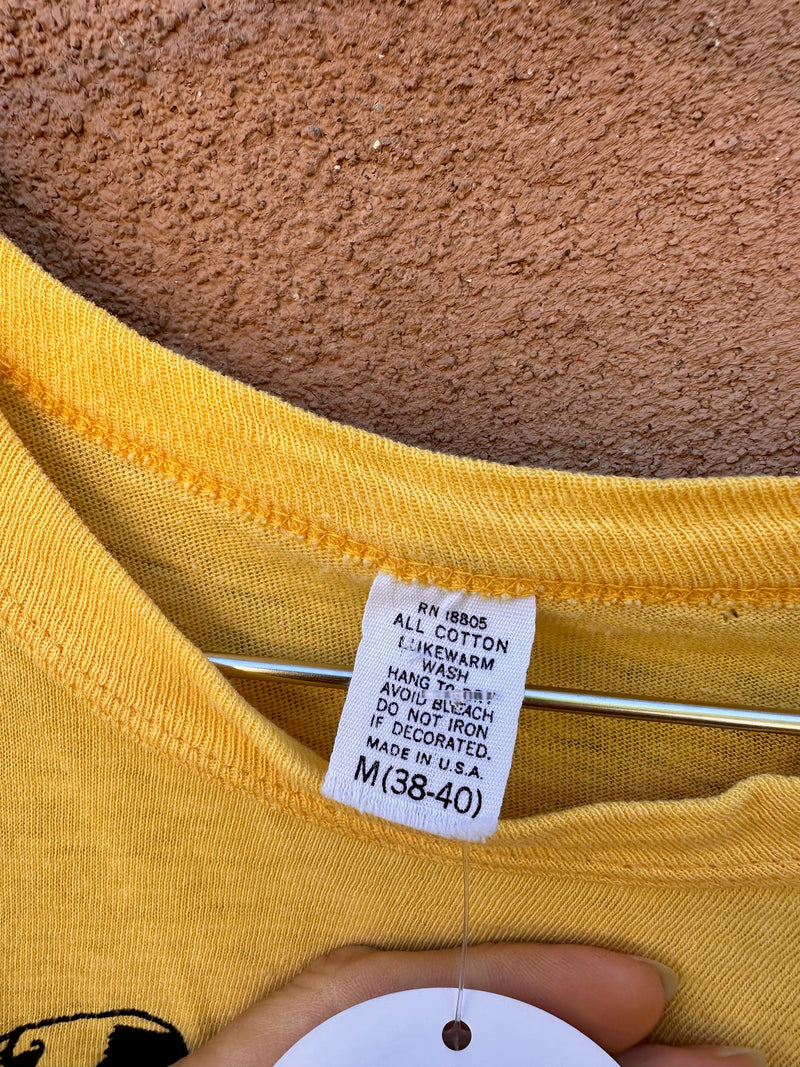 RN 18805
ALL COTTON
LUKEWARM
WASH
HANG TO DRY
AVOID BLEACH
DO NOT IRON
IF DECORATED.
MADE IN U.S.A.
M(38-40)